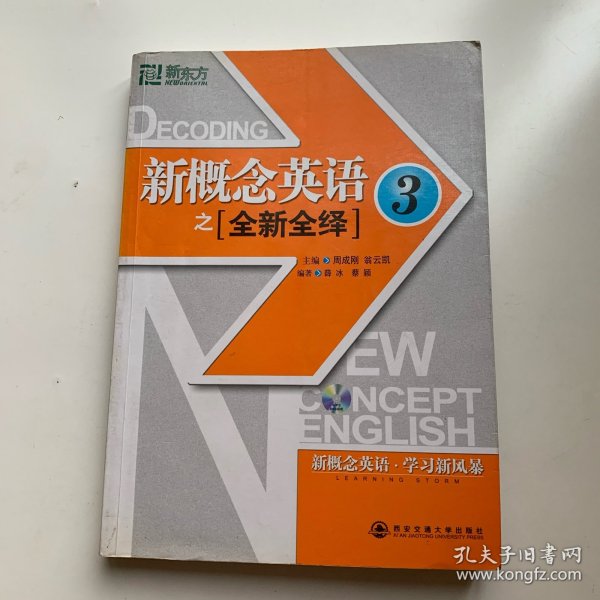 新东方
NEW ORIENTAL
DECODING
新概念英语 3
之[全新全绎]
主编 周成刚 翁云凯
编著 薛冰 蔡颖
NEW
CONCEPT
ENGLISH
新概念英语·学习新风暴
LEARNING STORM
西安交通大学出版社
XI'AN JIAOTONG UNIVERSITY PRESS
孔夫子旧书网
www.kongfz.com